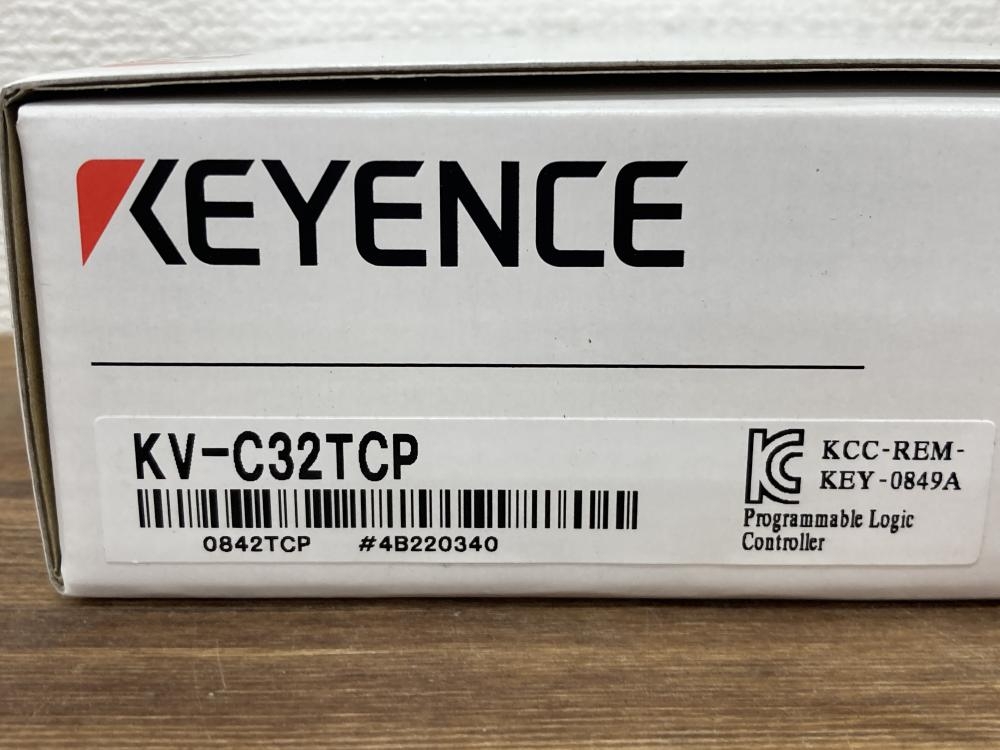 KEYENCE
KV-C32TCP
0842TCP #4B220340
KCC-REM-
KEY-0849A
Programmable Logic
Controller